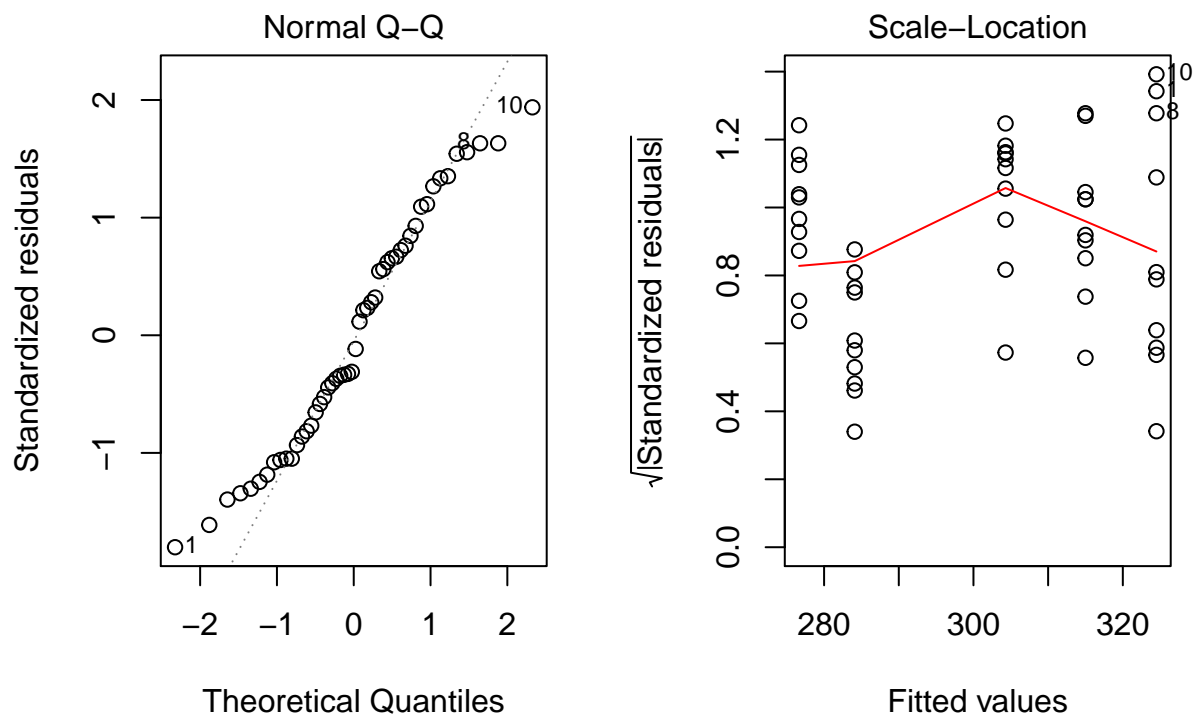 Normal Q−Q
Standardized residuals
2
1
0
−1
10
8
1
−2 −1 0 1 2
Theoretical Quantiles
Scale−Location
√|Standardized residuals|
1.2
0.8
0.4
0.0
10
1
8
280 300 320
Fitted values